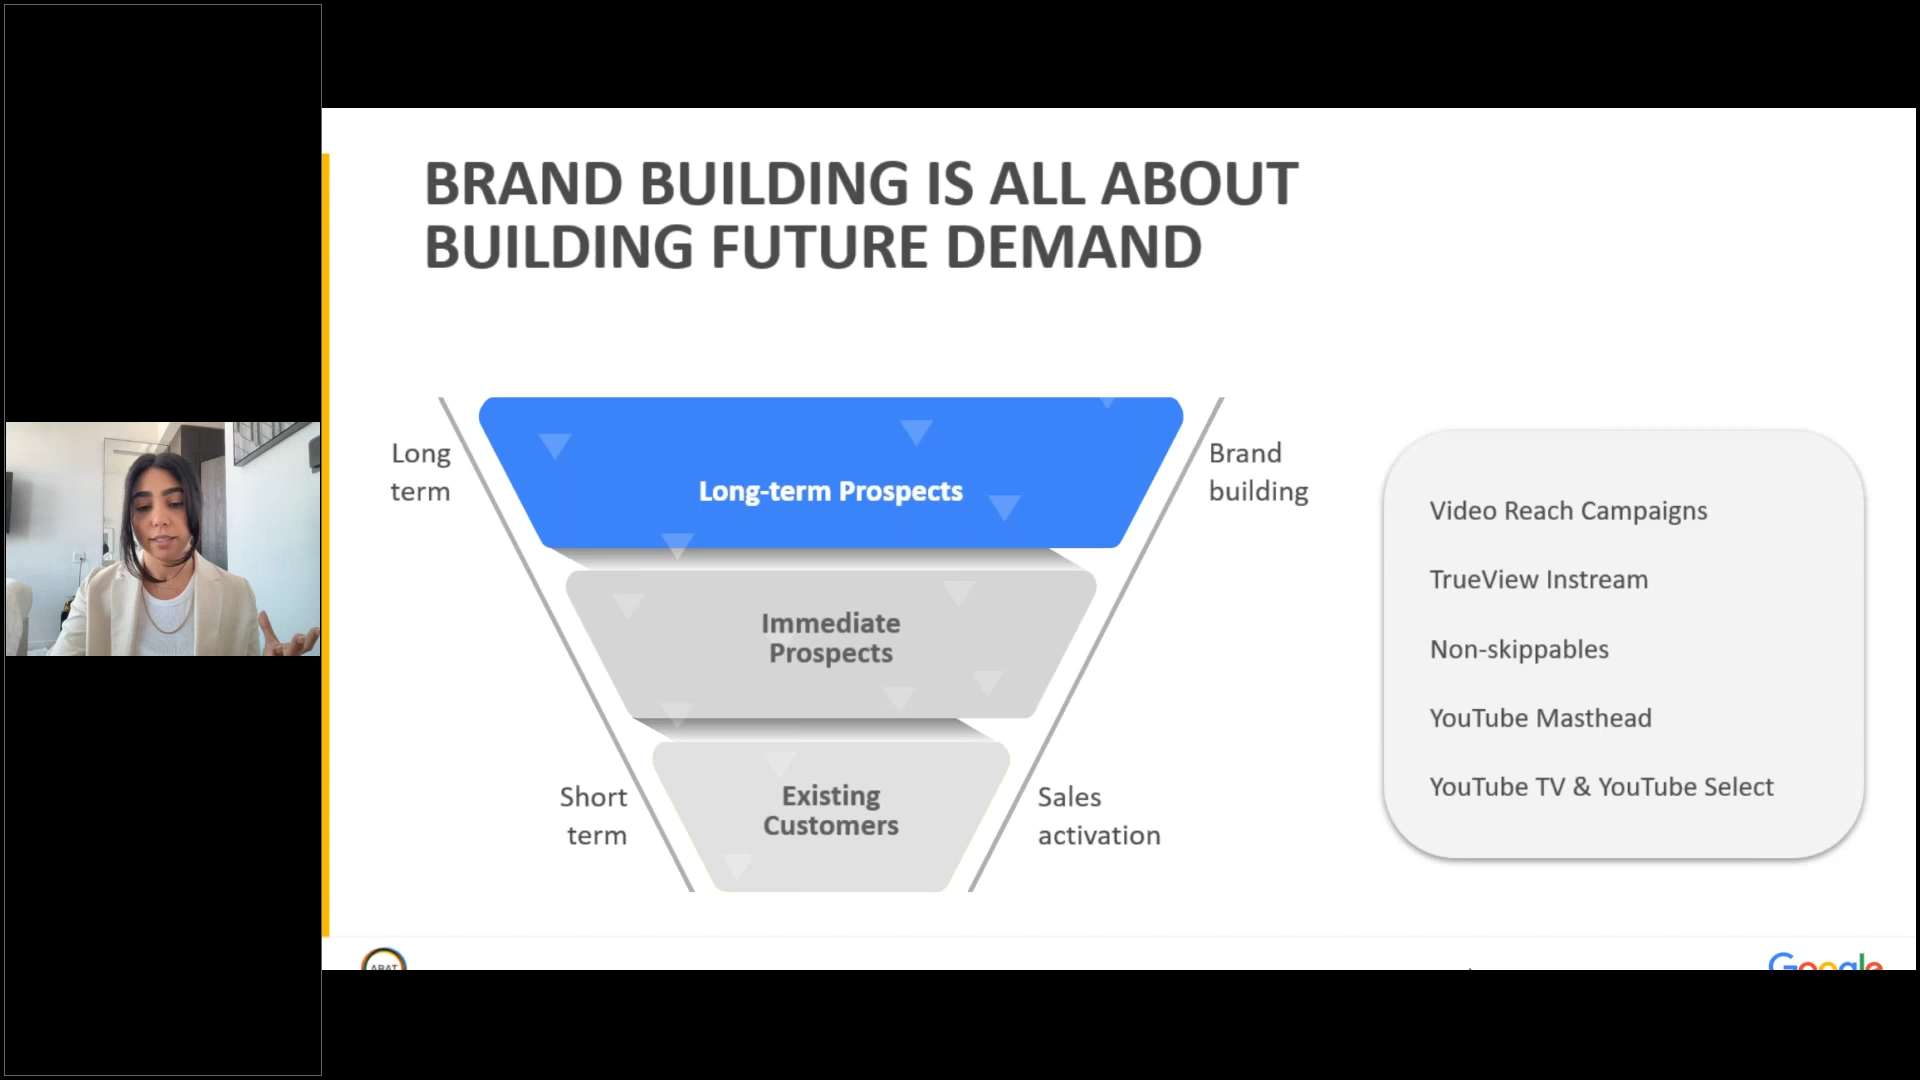 BRAND BUILDING IS ALL ABOUT
BUILDING FUTURE DEMAND
Long
term
Long-term Prospects
Brand
building
Immediate
Prospects
Short
term
Existing
Customers
Sales
activation
Video Reach Campaigns
TrueView Instream
Non-skippables
YouTube Masthead
YouTube TV & YouTube Select
ABAT
Google